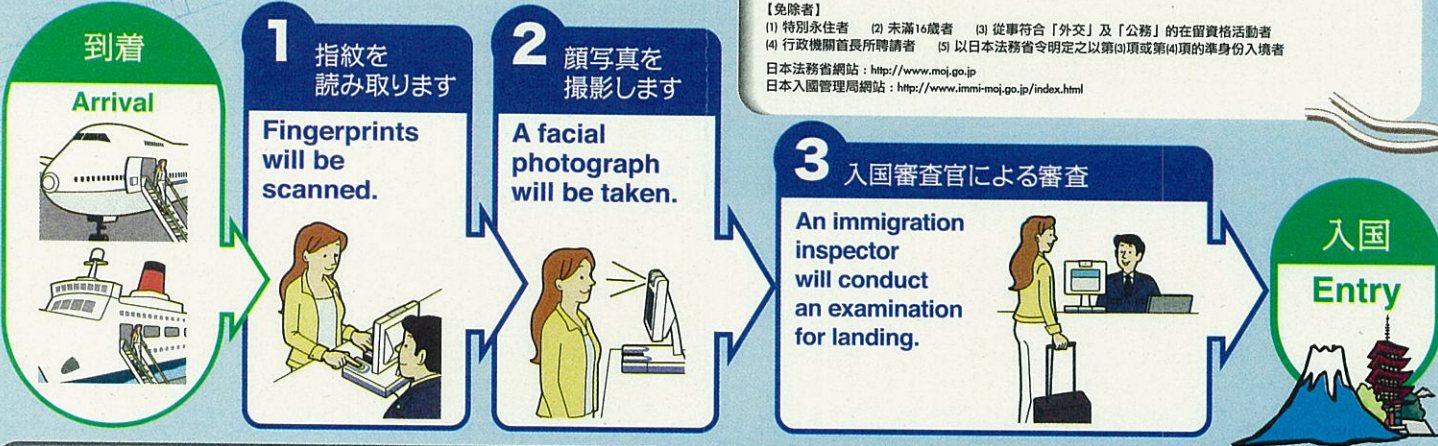 【免除者】
(1) 特別永住者 (2) 未滿16歲者 (3) 從事符合「外交」及「公務」的在留資格活動者
(4) 行政機關首長所聘請者 (5) 以日本法務省令明定之以第(3)項或第(4)項的準身份入境者
日本法務省網站：http://www.moj.go.jp
日本入國管理局網站：http://www.immi-moj.go.jp/index.html
到着
Arrival
1
指紋を
読み取ります
Fingerprints
will be
scanned.
2
顔写真を
撮影します
A facial
photograph
will be taken.
3
入国審査官による審査
An immigration
inspector
will conduct
an examination
for landing.
入国
Entry